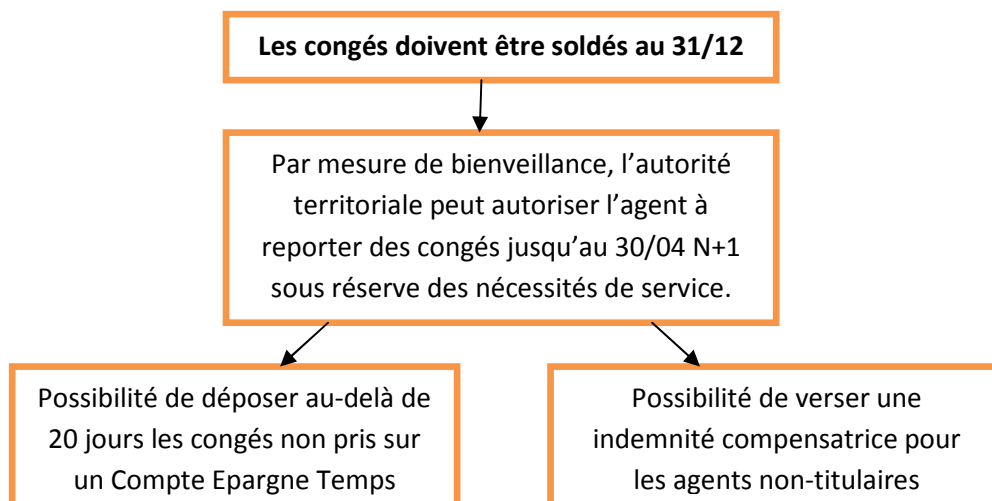 Les congés doivent être soldés au 31/12
Par mesure de bienveillance, l’autorité
territoriale peut autoriser l’agent à
reporter des congés jusqu’au 30/04 N+1
sous réserve des nécessités de service.
Possibilité de déposer au-delà de
20 jours les congés non pris sur
un Compte Epargne Temps
Possibilité de verser une
indemnité compensatrice pour
les agents non-titulaires